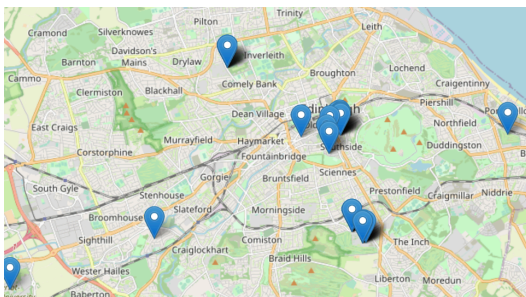 Trinity
Pilton
Silverknowes
Cramond
Leith
Davidson's
Mains
Drylaw
Inverleith
Barnton
Lochend
Cammo
Comely Bank
Broughton
Craigentinny
Clermiston
Blackhall
Piershill
Dean Village
East Craigs
Murrayfield
Haymarket
Northfield
Corstorphine
Duddingston
Fountainbridge
Sciennes
Gorgie
Bruntsfield
South Gyle
Prestonfield
Niddrie
Stenhouse
Craigmillar
Broomhouse
Slateford
Morningside
Sighthill
Comiston
The Inch
Craiglockhart
Braid Hills
Wester Hailes
Liberton
Moredun
Baberton